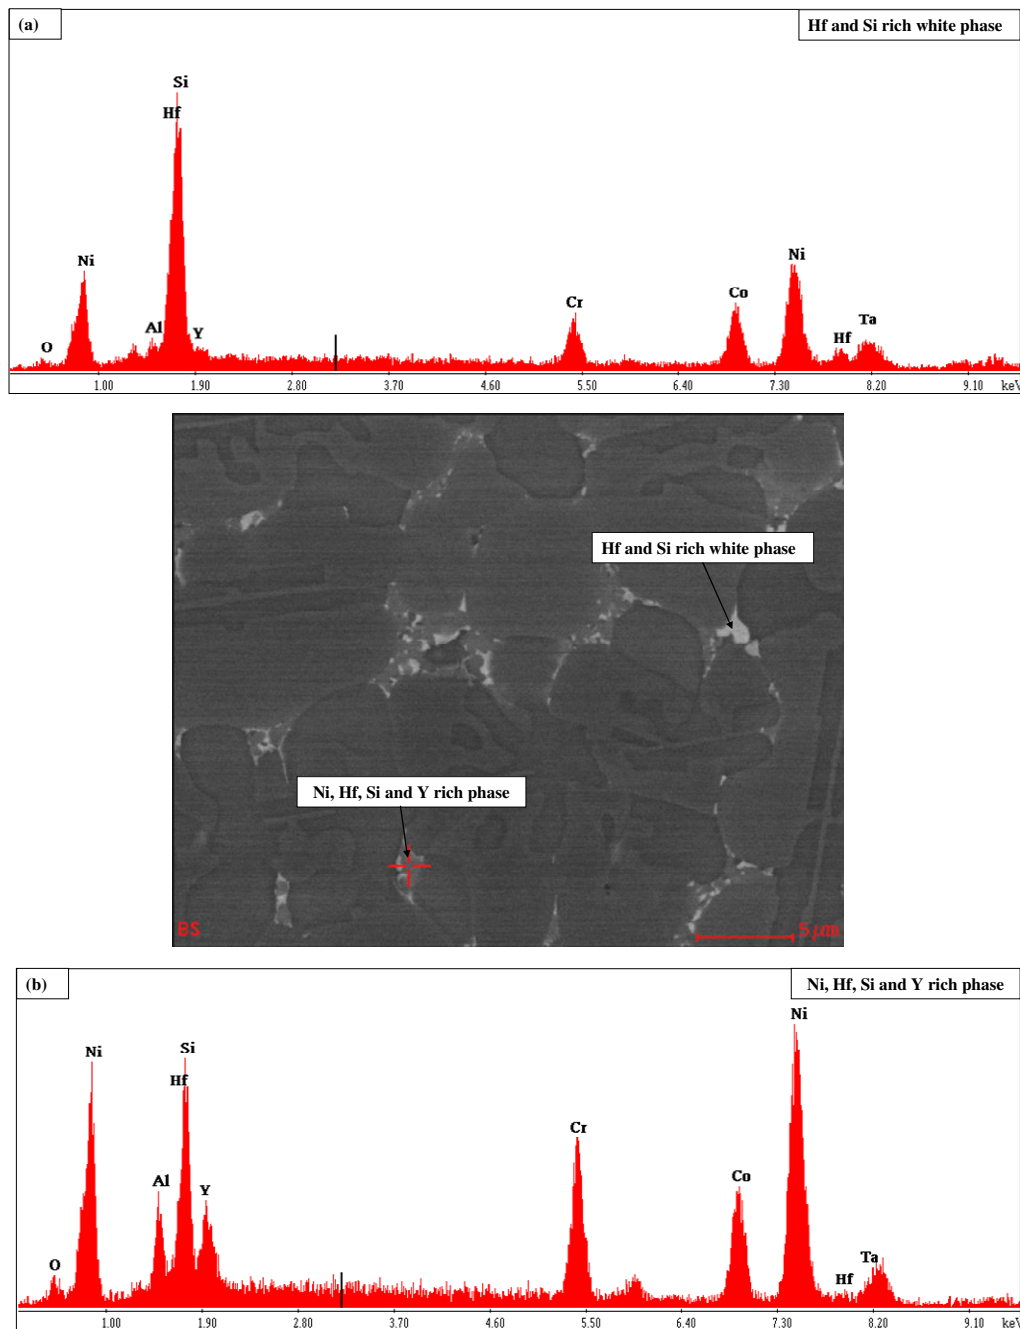 (a)
Hf and Si rich white phase
Si
Hf
Ni
Al
Y
O
Cr
Co
Ni
Hf
Ta
1.00 1.90 2.80 3.70 4.60 5.50 6.40 7.30 8.20 9.10 keV
Hf and Si rich white phase
Ni, Hf, Si and Y rich phase
BS
5 µm
(b)
Ni, Hf, Si and Y rich phase
Ni
Ni
Si
Hf
Al
Y
O
Cr
Co
Hf
Ta
1.00 1.90 2.80 3.70 4.60 5.50 6.40 7.30 8.20 9.10 keV